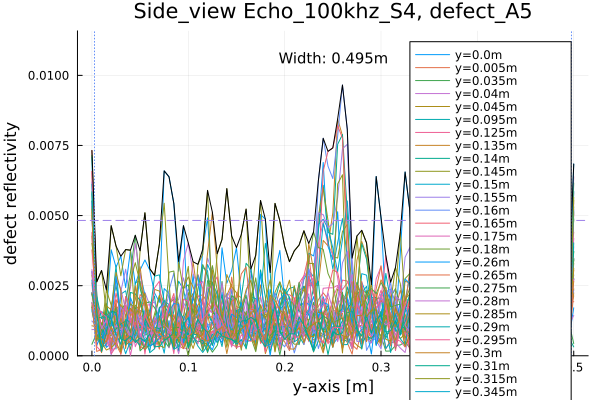 Side_view Echo_100khz_S4, defect_A5
Width: 0.495m
defect reflectivity
0.0100
0.0075
0.0050
0.0025
0.0000
0.0
0.1
0.2
0.3
.5
y-axis [m]
y=0.0m
y=0.005m
y=0.035m
y=0.04m
y=0.045m
y=0.095m
y=0.125m
y=0.135m
y=0.14m
y=0.145m
y=0.15m
y=0.155m
y=0.16m
y=0.165m
y=0.175m
y=0.18m
y=0.26m
y=0.265m
y=0.275m
y=0.28m
y=0.285m
y=0.29m
y=0.295m
y=0.3m
y=0.31m
y=0.315m
y=0.345m